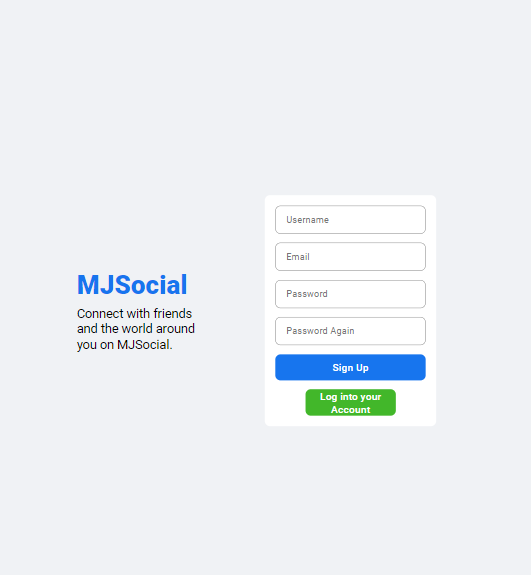 MJSocial
Connect with friends
and the world around
you on MJSocial.
Username
Email
Password
Password Again
Sign Up
Log into your
Account